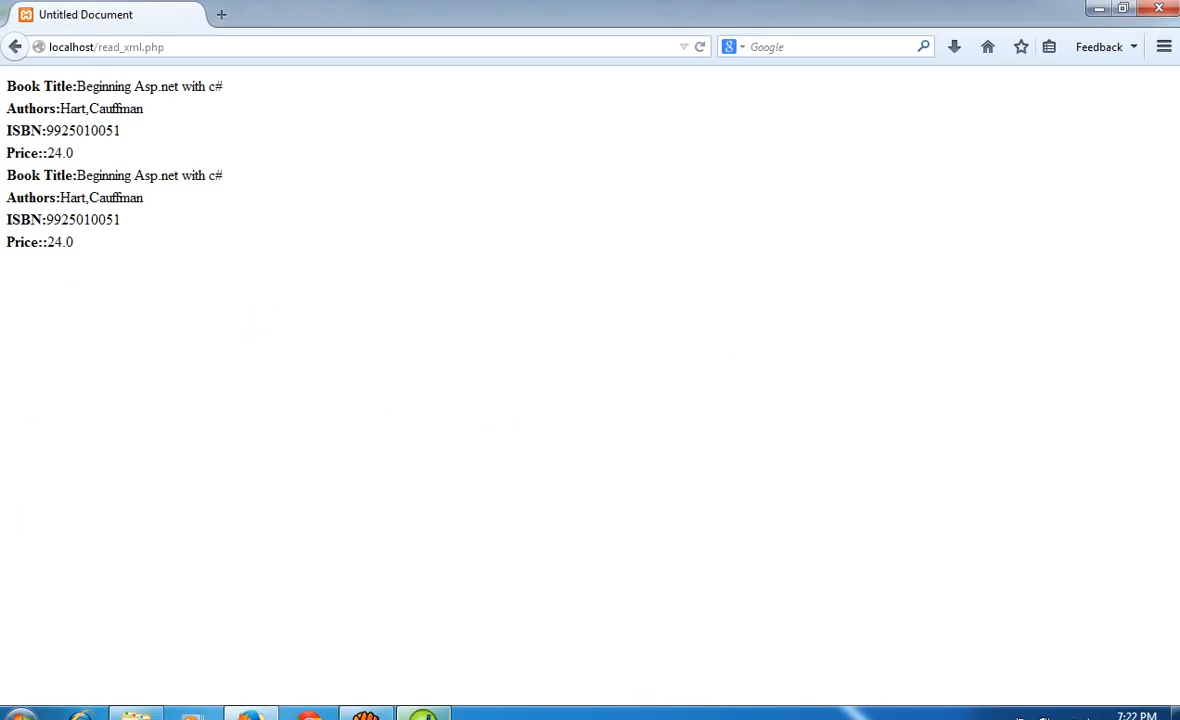 Untitled Document
localhost/read_xml.php
Google
Feedback
Book Title:Beginning Asp.net with c#
Authors:Hart,Cauffman
ISBN:9925010051
Price::24.0
Book Title:Beginning Asp.net with c#
Authors:Hart,Cauffman
ISBN:9925010051
Price::24.0
7:22 PM